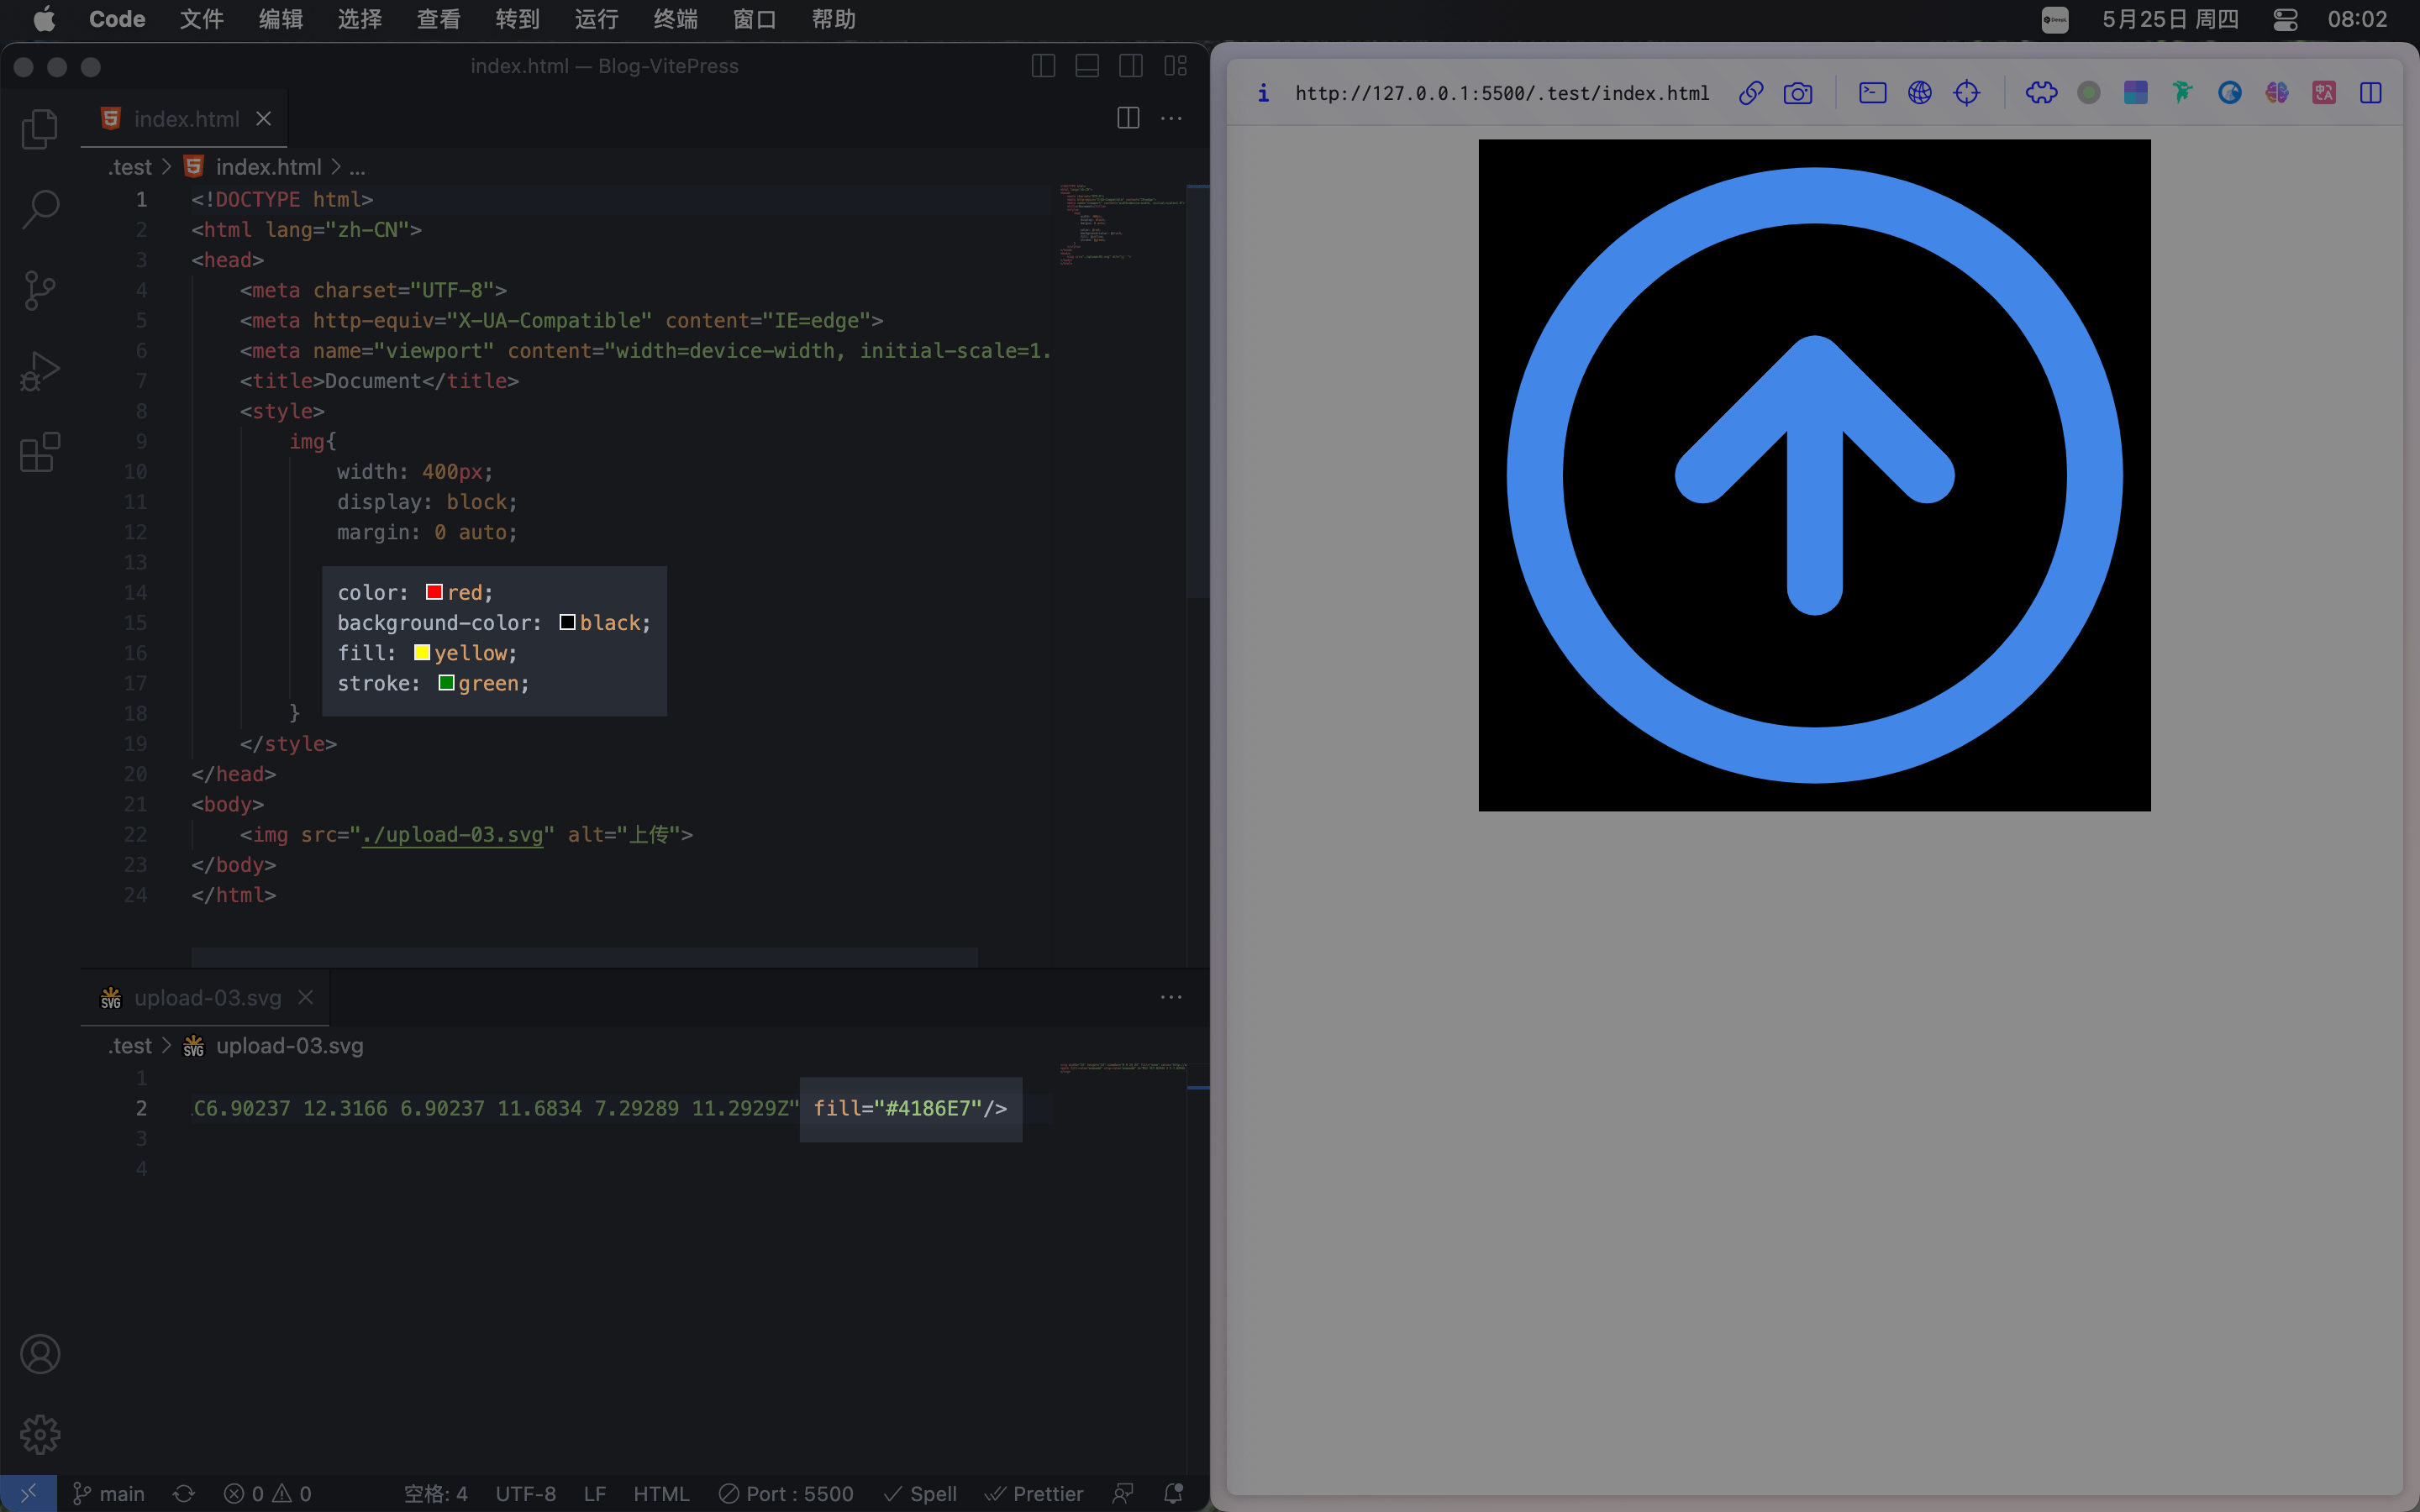 Code 文件 编辑 选择 查看 转到 运行 终端 窗口 帮助 5月25日 周四 08:02
index.html — Blog-VitePress
index.html
.test > index.html > ...
1 <!DOCTYPE html>
2 <html lang="zh-CN">
3 <head>
4 <meta charset="UTF-8">
5 <meta http-equiv="X-UA-Compatible" content="IE=edge">
6 <meta name="viewport" content="width=device-width, initial-scale=1.
7 <title>Document</title>
8 <style>
9 img{
10 width: 400px;
11 display: block;
12 margin: 0 auto;
13
14 color: red;
15 background-color: black;
16 fill: yellow;
17 stroke: green;
18 }
19 </style>
20 </head>
21 <body>
22 <img src="./upload-03.svg" alt="上传">
23 </body>
24 </html>
SVG upload-03.svg
.test > SVG upload-03.svg
1
2 .C6.90237 12.3166 6.90237 11.6834 7.29289 11.2929Z" fill="#4186E7"/>
3
4
main 0 0 空格: 4 UTF-8 LF HTML Port : 5500 Spell Prettier
http://127.0.0.1:5500/.test/index.html